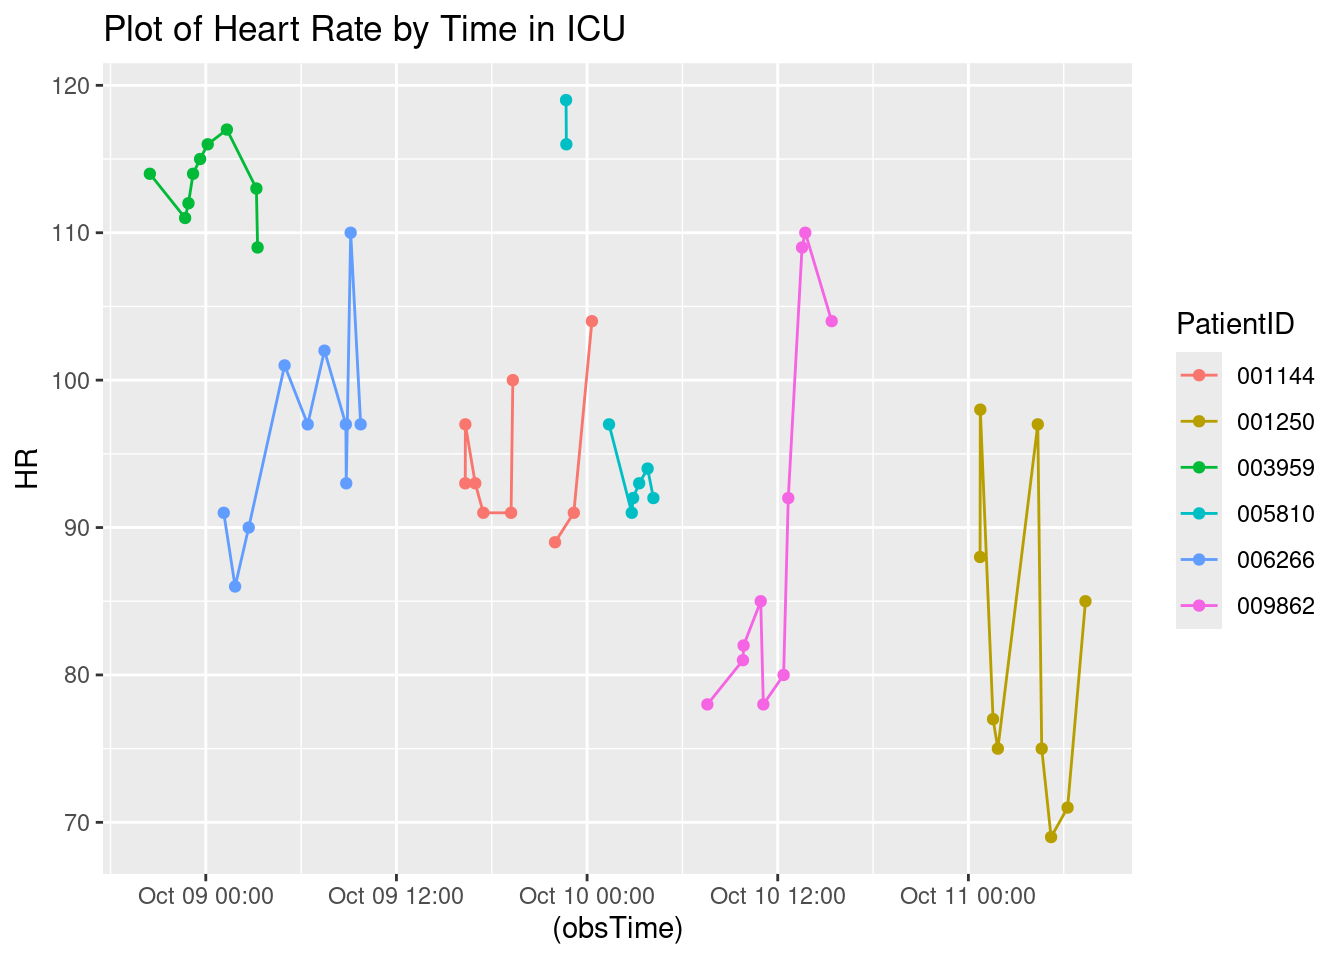 Plot of Heart Rate by Time in ICU
120
110
100
90
80
70
HR
Oct 09 00:00
Oct 09 12:00
Oct 10 00:00
Oct 10 12:00
Oct 11 00:00
(obsTime)
PatientID
001144
001250
003959
005810
006266
009862